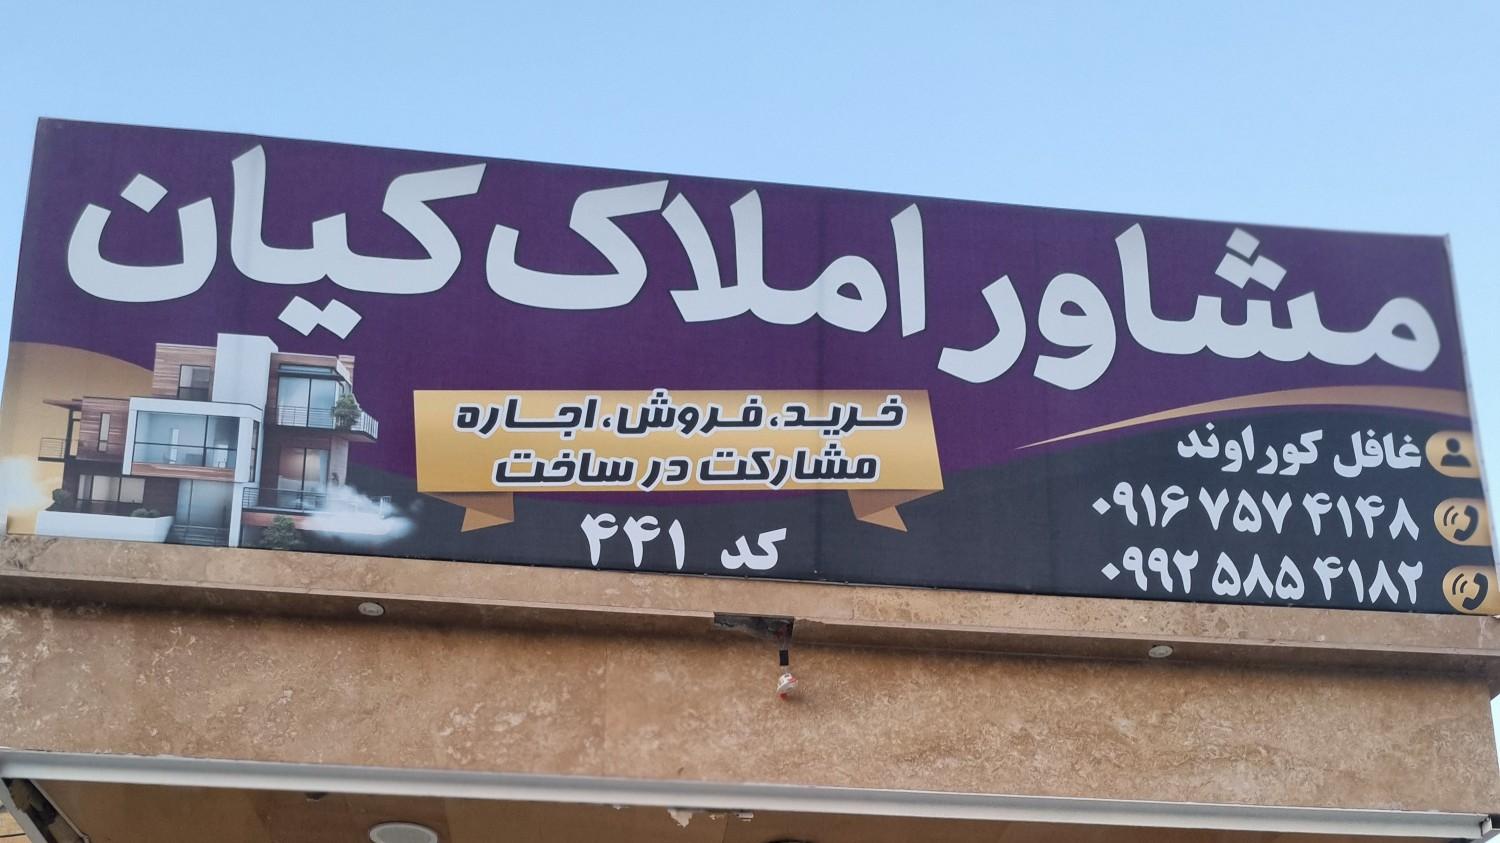 مشاور املاک کیان
خرید، فروش، اجاره
مشارکت در ساخت
کد ۴۴۱
غافل کوراوند
۰۹۱۶ ۷۵۷ ۴۱۴۸
۰۹۹۲ ۵۸۵ ۴۱۸۲